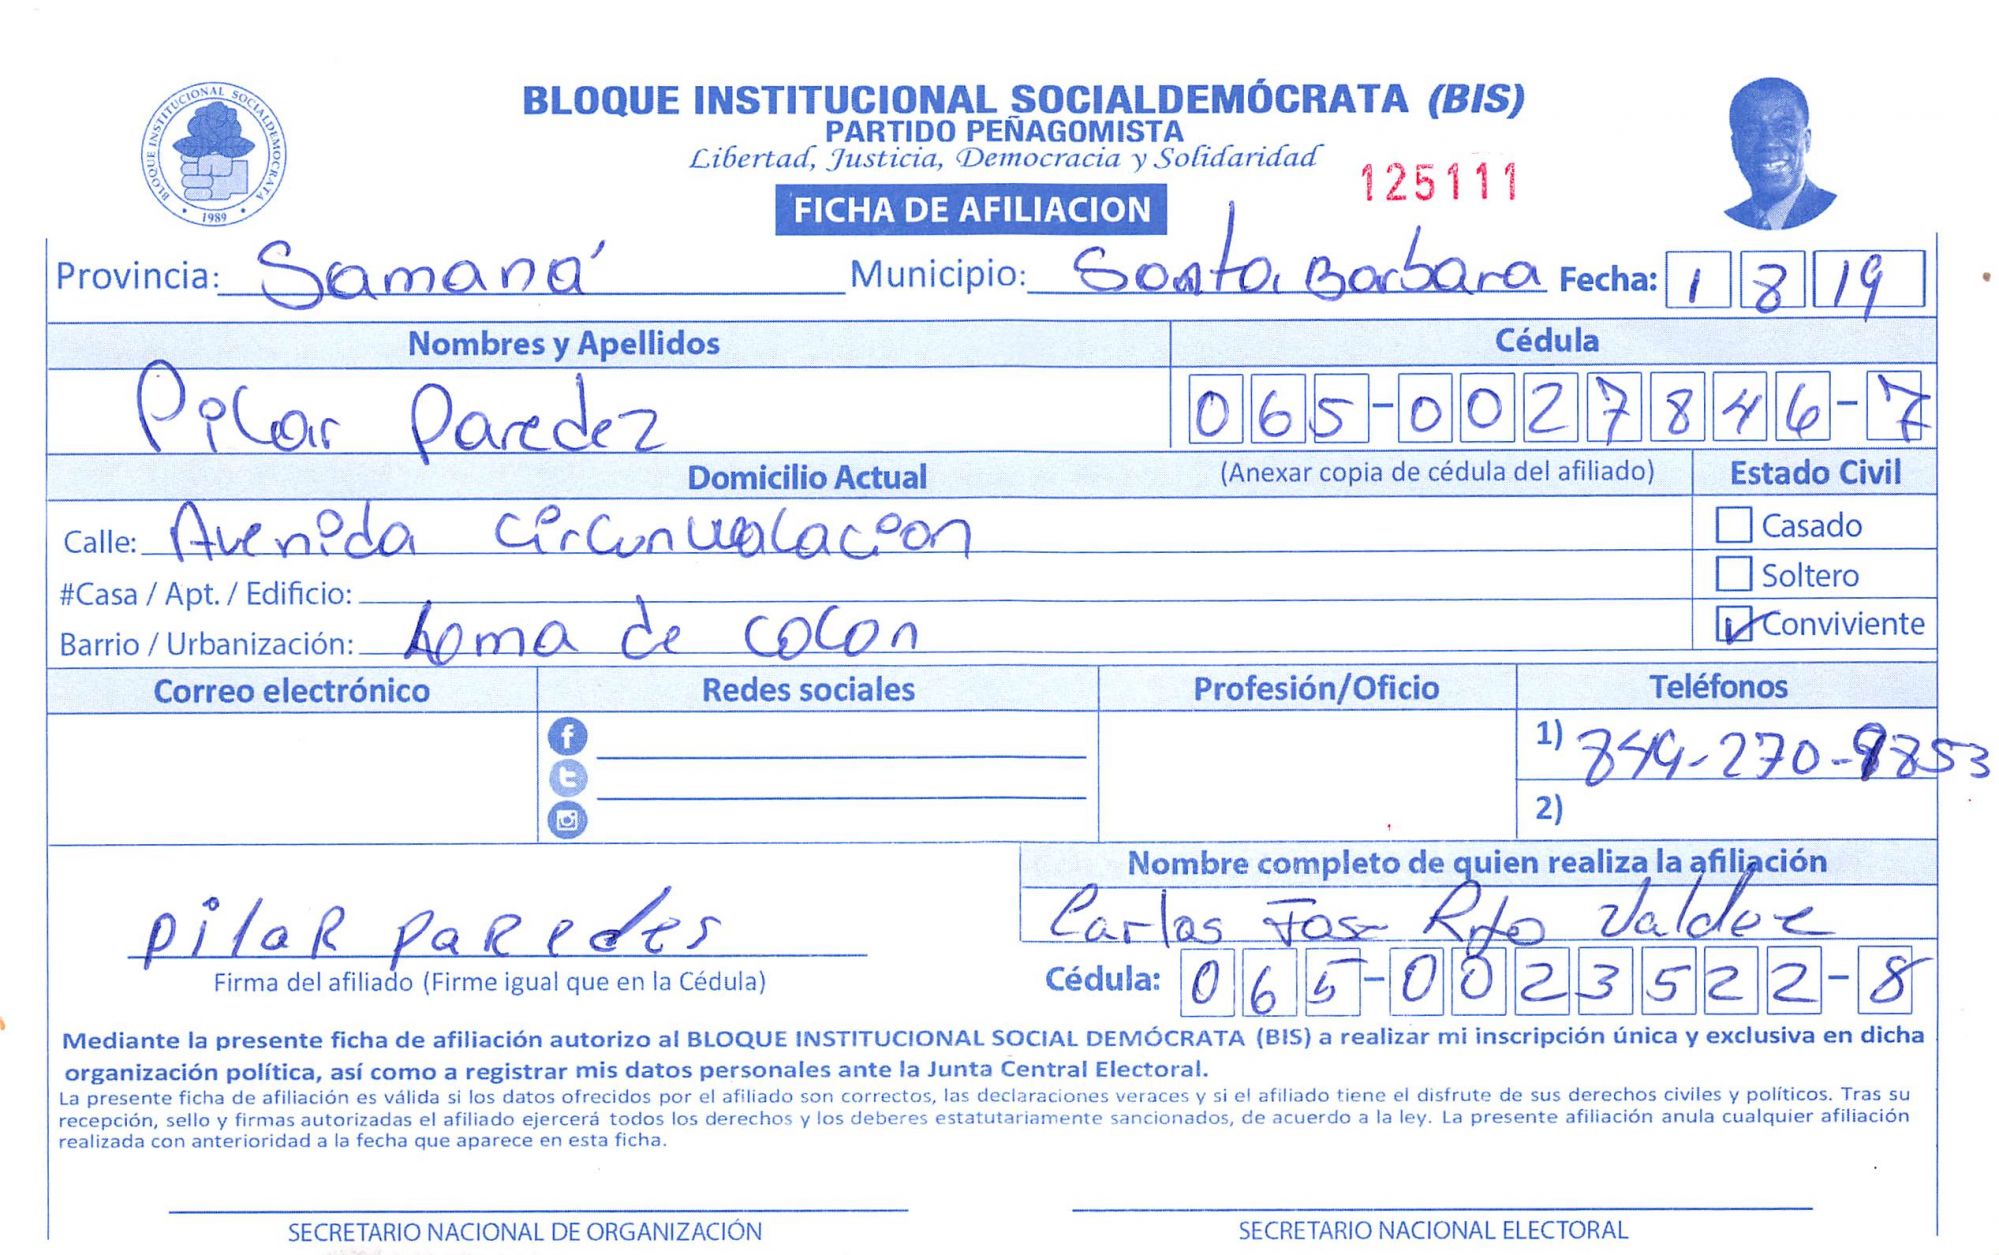 BLOQUE INSTITUCIONAL SOCIALDEMÓCRATA (BIS)
PARTIDO PEÑAGOMISTA
Libertad, Justicia, Democracia y Solidaridad
125111
BLOQUE INSTITUCIONAL SOCIALDEMOCRATA
1989
FICHA DE AFILIACION
Provincia: Samaná Municipio: Santa Barbara Fecha: 1 8 19
Nombres y Apellidos Cédula
Pilar Paredez 065-0027846-7
Domicilio Actual (Anexar copia de cédula del afiliado) Estado Civil
Calle: Avenida circunvalacion Casado
#Casa / Apt. / Edificio: Soltero
Barrio / Urbanización: Loma de colon Conviviente
Correo electrónico Redes sociales Profesión/Oficio Teléfonos
1) 849-270-9853
2)
Nombre completo de quien realiza la afiliación
Carlos Jose Valdez
pilar paredes
Firma del afiliado (Firme igual que en la Cédula) Cédula: 065-0023522-8
Mediante la presente ficha de afiliación autorizo al BLOQUE INSTITUCIONAL SOCIAL DEMÓCRATA (BIS) a realizar mi inscripción única y exclusiva en dicha
organización política, así como a registrar mis datos personales ante la Junta Central Electoral.
La presente ficha de afiliación es válida si los datos ofrecidos por el afiliado son correctos, las declaraciones veraces y si el afiliado tiene el disfrute de sus derechos civiles y políticos. Tras su
recepción, sello y firmas autorizadas el afiliado ejercerá todos los derechos y los deberes estatutariamente sancionados, de acuerdo a la ley. La presente afiliación anula cualquier afiliación
realizada con anterioridad a la fecha que aparece en esta ficha.
SECRETARIO NACIONAL DE ORGANIZACIÓN SECRETARIO NACIONAL ELECTORAL